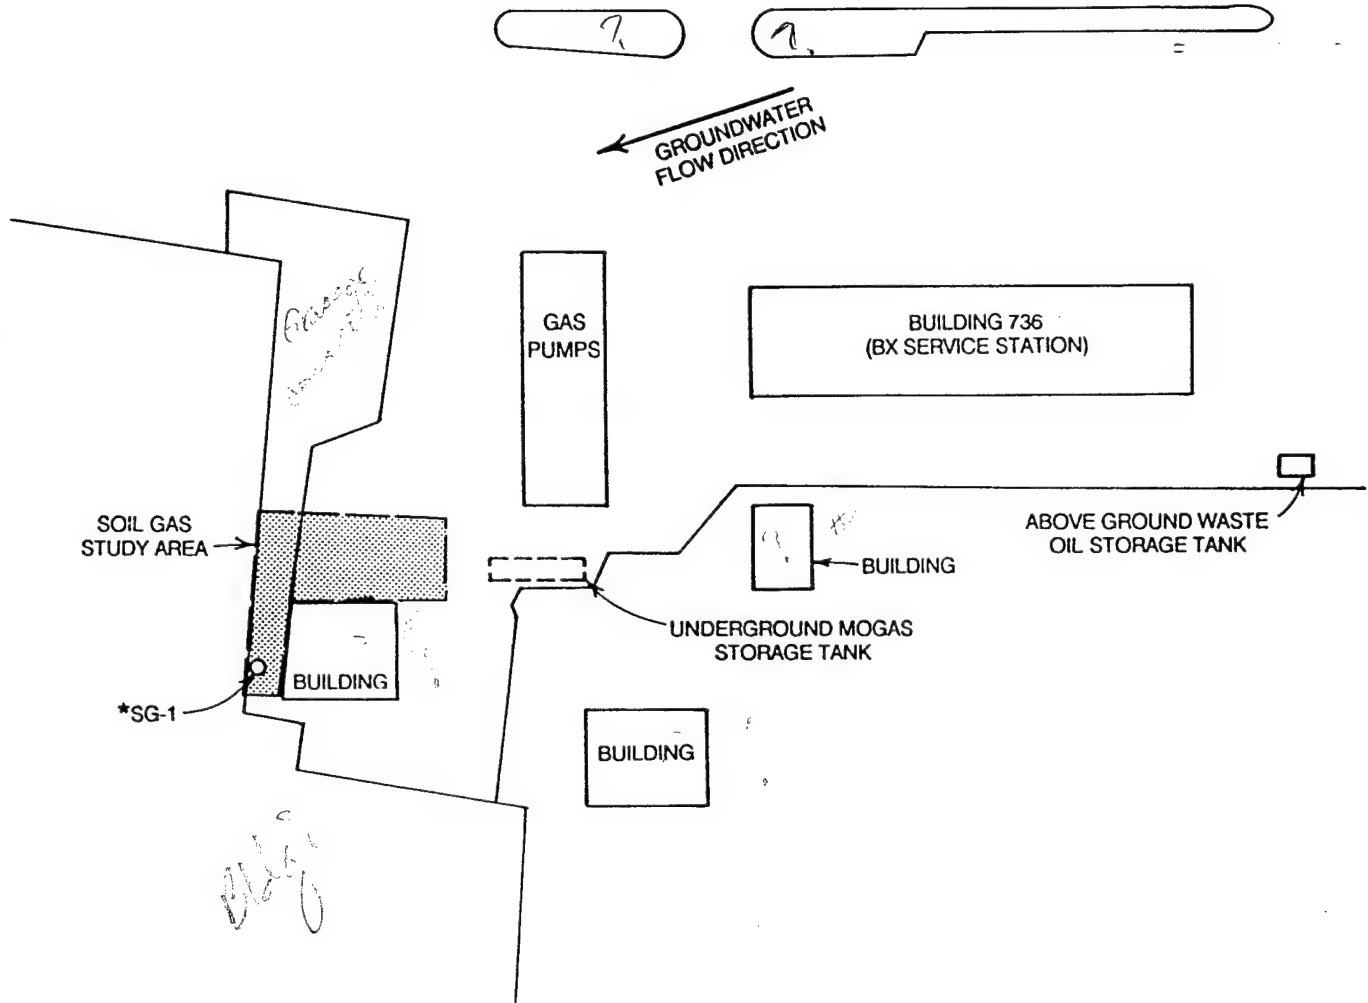 ?
?
GROUNDWATER
FLOW DIRECTION
GAS
PUMPS
BUILDING 736
(BX SERVICE STATION)
SOIL GAS
STUDY AREA
ABOVE GROUND WASTE
OIL STORAGE TANK
?
BUILDING
UNDERGROUND MOGAS
STORAGE TANK
BUILDING
*SG-1
BUILDING
Bldg